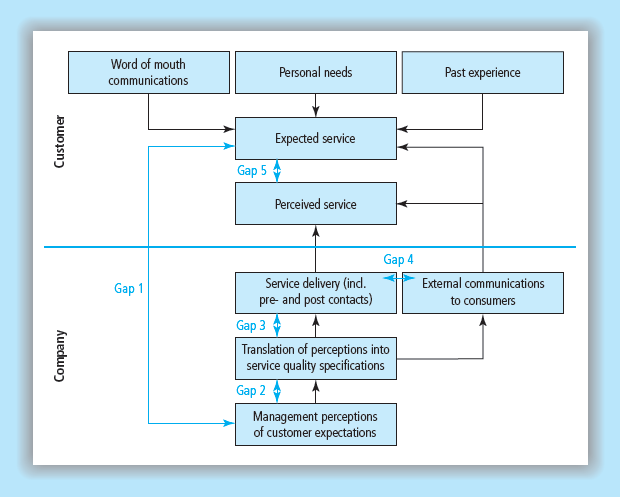 Word of mouth
communications
Personal needs
Past experience
Customer
Expected service
Gap 5
Perceived service
Gap 4
Gap 1
Service delivery (incl.
pre- and post contacts)
External communications
to consumers
Gap 3
Company
Translation of perceptions into
service quality specifications
Gap 2
Management perceptions
of customer expectations